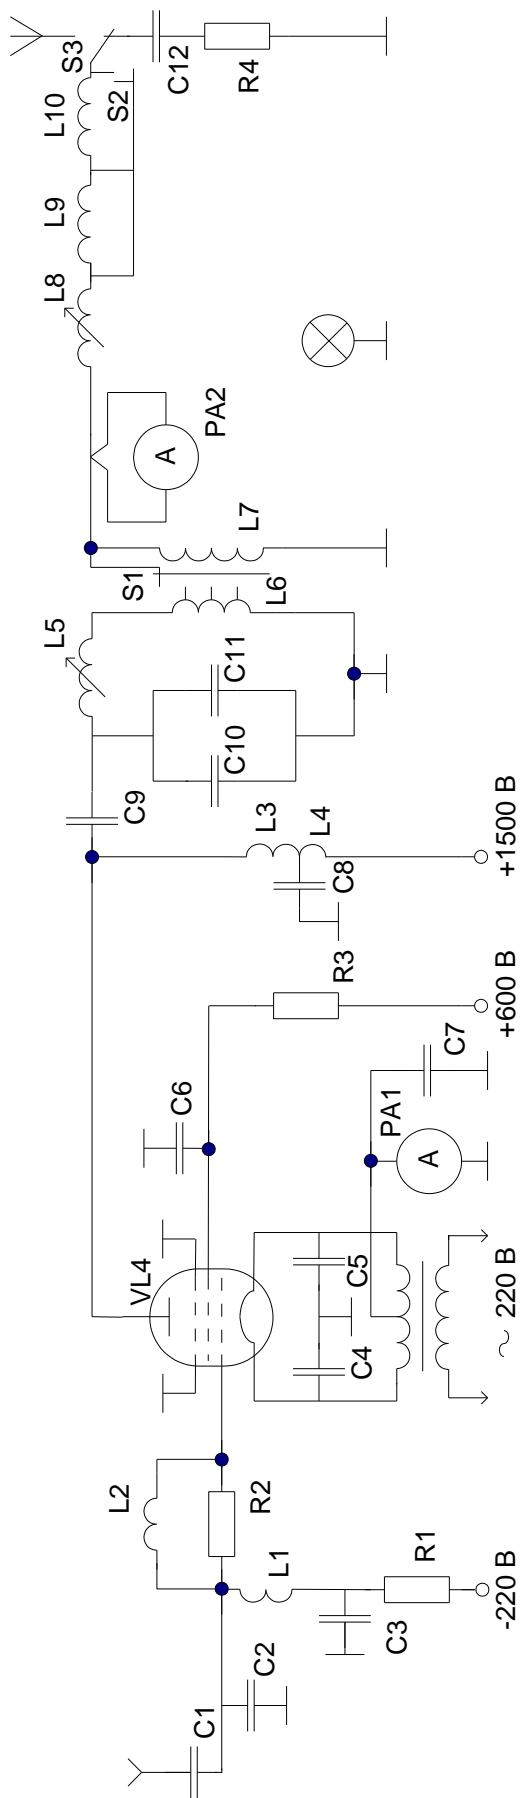 C1
C2
L2
R2
L1
C3
R1
-220 В
VL4
C4
C5
~ 220 В
C6
PA1
A
C7
R3
+600 В
L3
L4
C8
+1500 В
C9
C10
C11
L5
S1
L6
L7
A
PA2
L8
L9
L10
S2
S3
C12
R4